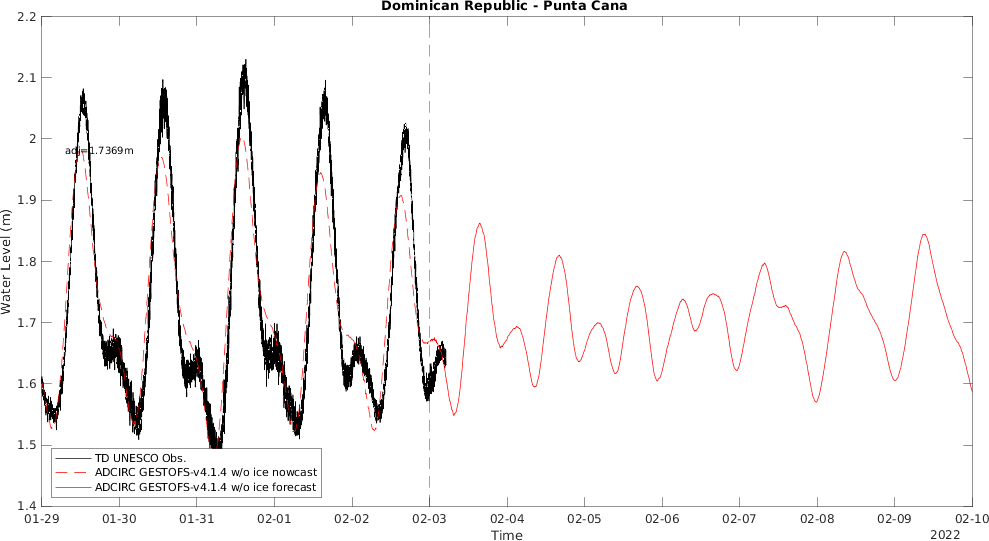 Dominican Republic - Punta Cana
2.2
2.1
2
1.9
1.8
1.7
1.6
1.5
1.4
Water Level (m)
adj=1.7369m
TD UNESCO Obs.
ADCIRC GESTOFS-v4.1.4 w/o ice nowcast
ADCIRC GESTOFS-v4.1.4 w/o ice forecast
01-29 01-30 01-31 02-01 02-02 02-03 02-04 02-05 02-06 02-07 02-08 02-09 02-10
Time
2022